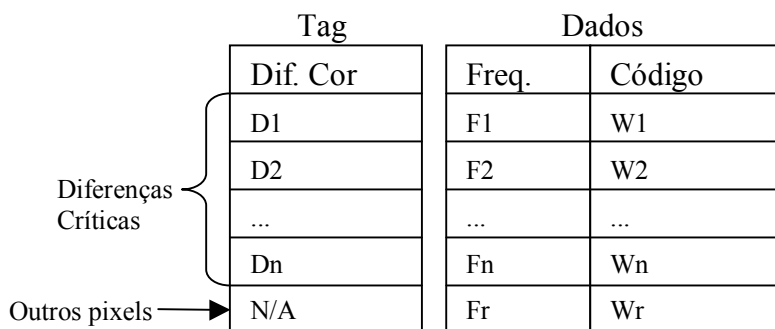 Tag Dados
Dif. Cor Freq. Código
D1 F1 W1
D2 F2 W2
... ... ...
Dn Fn Wn
N/A Fr Wr
Diferenças
Críticas
Outros pixels